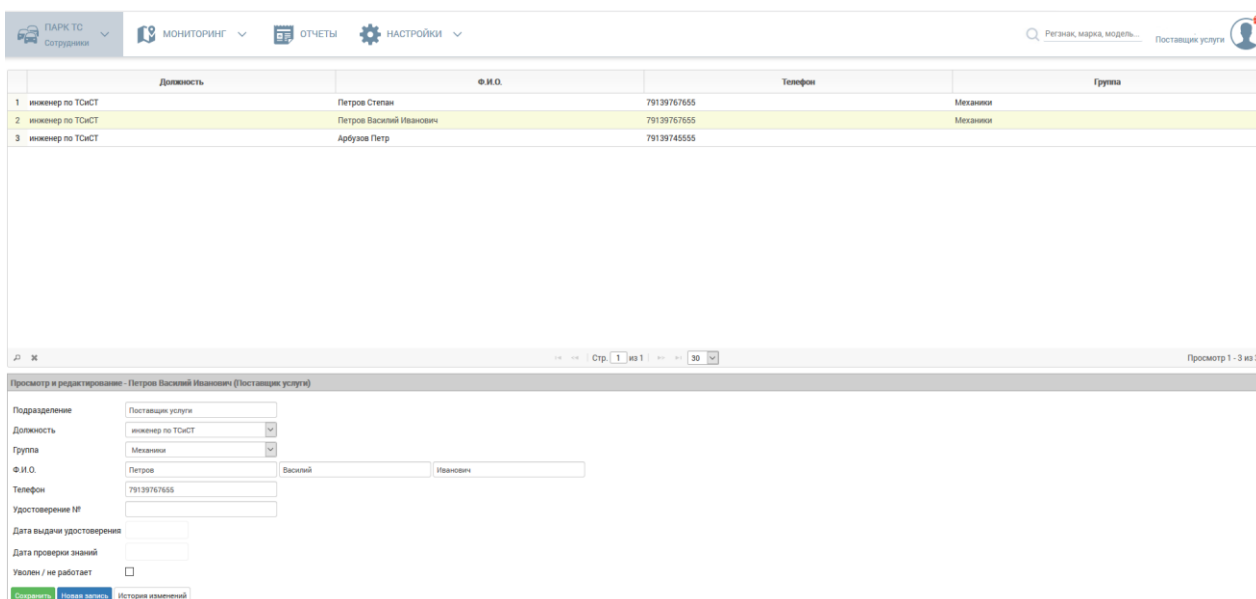 ПАРК ТС
Сотрудники
МОНИТОРИНГ
ОТЧЕТЫ
НАСТРОЙКИ
Регзнак, марка, модель...
Поставщик услуги
Должность Ф.И.О. Телефон Группа
1 инженер по ТСиСТ Петров Степан 79139767655 Механики
2 инженер по ТСиСТ Петров Василий Иванович 79139767655 Механики
3 инженер по ТСиСТ Арбузов Петр 79139745555
Стр. 1 из 1 30 Просмотр 1 - 3 из
Просмотр и редактирование - Петров Василий Иванович (Поставщик услуги)
Подразделение Поставщик услуги
Должность инженер по ТСиСТ
Группа Механики
Ф.И.О. Петров Василий Иванович
Телефон 79139767655
Удостоверение №
Дата выдачи удостоверения
Дата проверки знаний
Уволен / не работает
Сохранить Новая запись История изменений